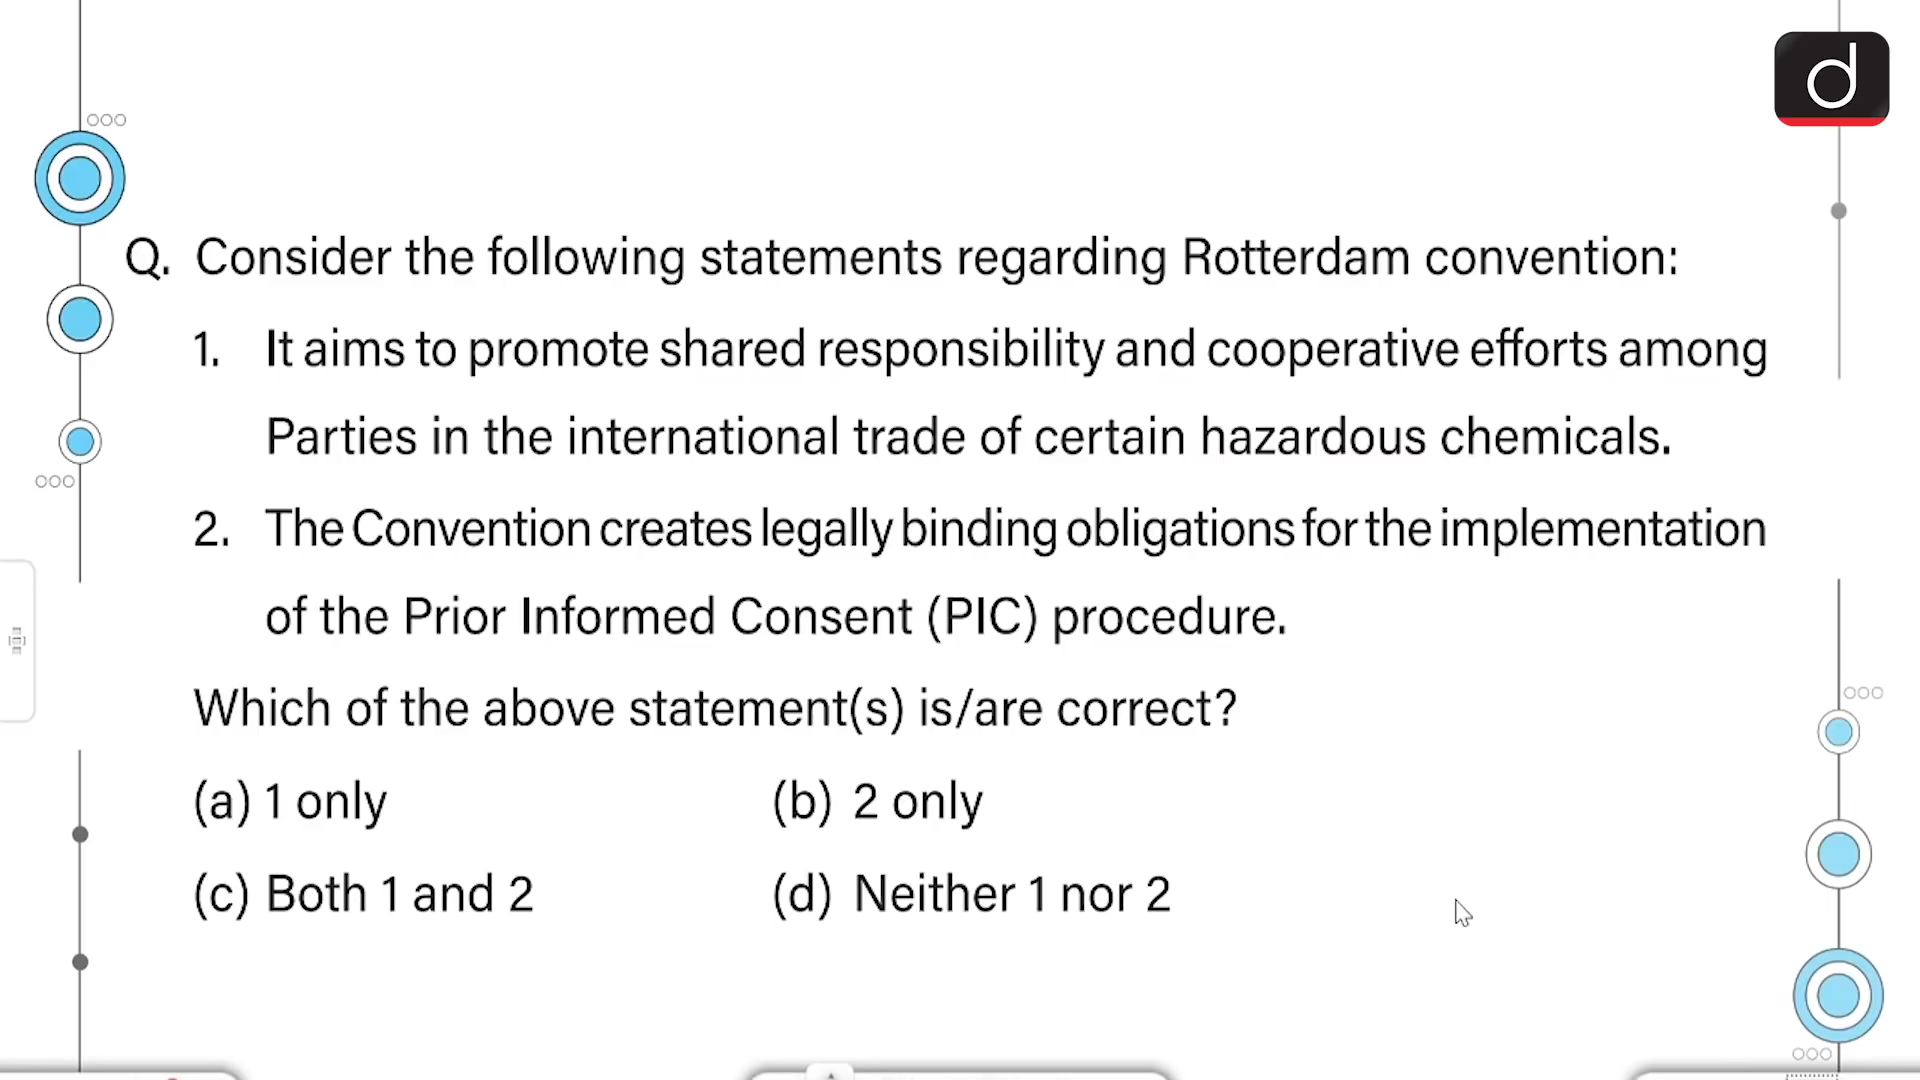 d
Q. Consider the following statements regarding Rotterdam convention:
1. It aims to promote shared responsibility and cooperative efforts among
Parties in the international trade of certain hazardous chemicals.
2. The Convention creates legally binding obligations for the implementation
of the Prior Informed Consent (PIC) procedure.
Which of the above statement(s) is/are correct?
(a) 1 only (b) 2 only
(c) Both 1 and 2 (d) Neither 1 nor 2